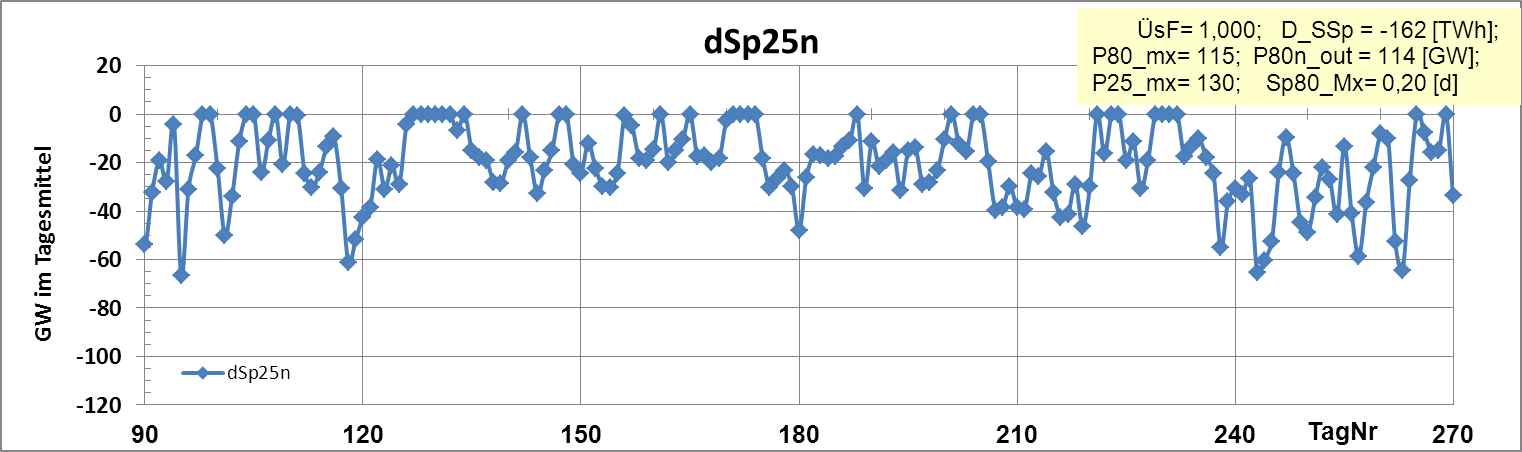 dSp25n
ÜsF= 1,000; D_SSp = -162 [TWh];
P80_mx= 115; P80n_out = 114 [GW];
P25_mx= 130; Sp80_Mx= 0,20 [d]
GW im Tagesmittel
20
0
-20
-40
-60
-80
-100
-120
dSp25n
90 120 150 180 210 240 TagNr 270